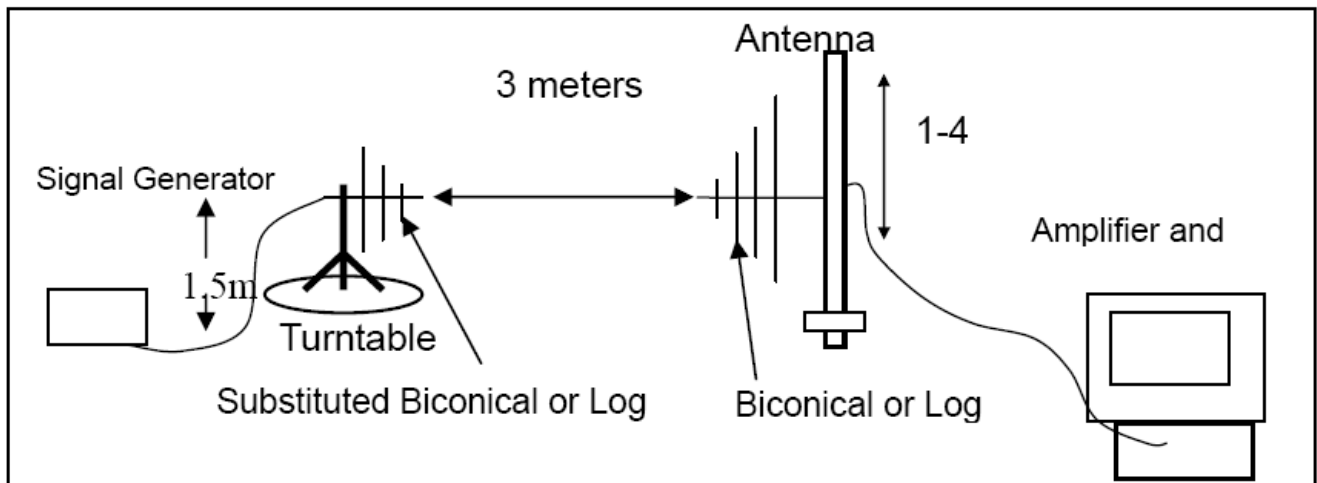 Antenna
3 meters
1-4
Signal Generator
Amplifier and
1.5m
Turntable
Substituted Biconical or Log
Biconical or Log